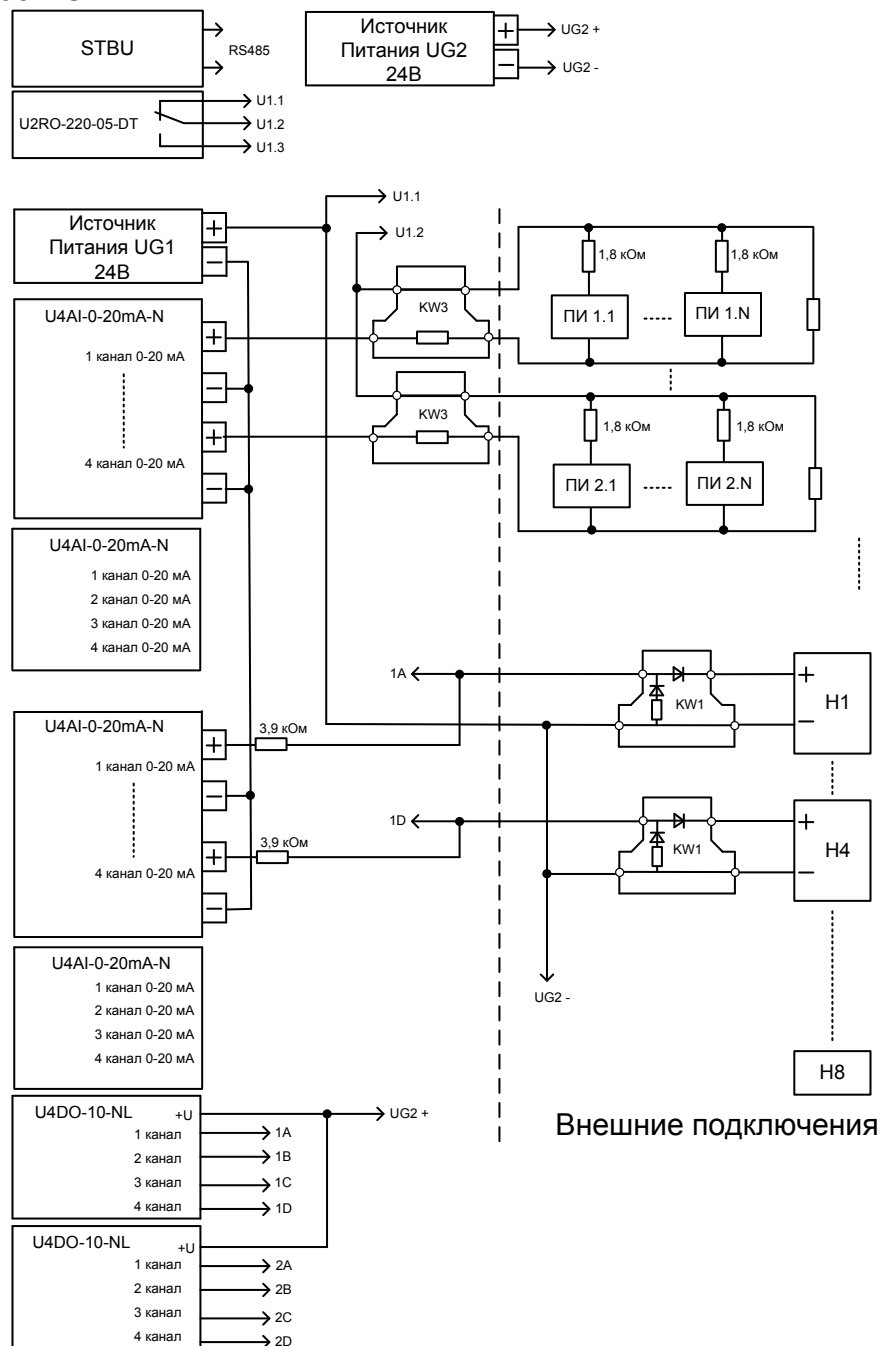 STBU
RS485
Источник
Питания UG2
24В
+
−
UG2 +
UG2 -
U2RO-220-05-DT
U1.1
U1.2
U1.3
U1.1
U1.2
Источник
Питания UG1
24В
+
−
U4AI-0-20mA-N
1 канал 0-20 мА
4 канал 0-20 мА
+
−
+
−
KW3
KW3
1,8 кОм
1,8 кОм
ПИ 1.1
ПИ 1.N
1,8 кОм
1,8 кОм
ПИ 2.1
ПИ 2.N
U4AI-0-20mA-N
1 канал 0-20 мА
2 канал 0-20 мА
3 канал 0-20 мА
4 канал 0-20 мА
1A
KW1
+
−
H1
U4AI-0-20mA-N
1 канал 0-20 мА
4 канал 0-20 мА
+
−
+
−
3,9 кОм
3,9 кОм
1D
KW1
+
−
H4
UG2 -
U4AI-0-20mA-N
1 канал 0-20 мА
2 канал 0-20 мА
3 канал 0-20 мА
4 канал 0-20 мА
H8
Внешние подключения
U4DO-10-NL
+U
UG2 +
1 канал
1A
2 канал
1B
3 канал
1C
4 канал
1D
U4DO-10-NL
+U
1 канал
2A
2 канал
2B
3 канал
2C
4 канал
2D